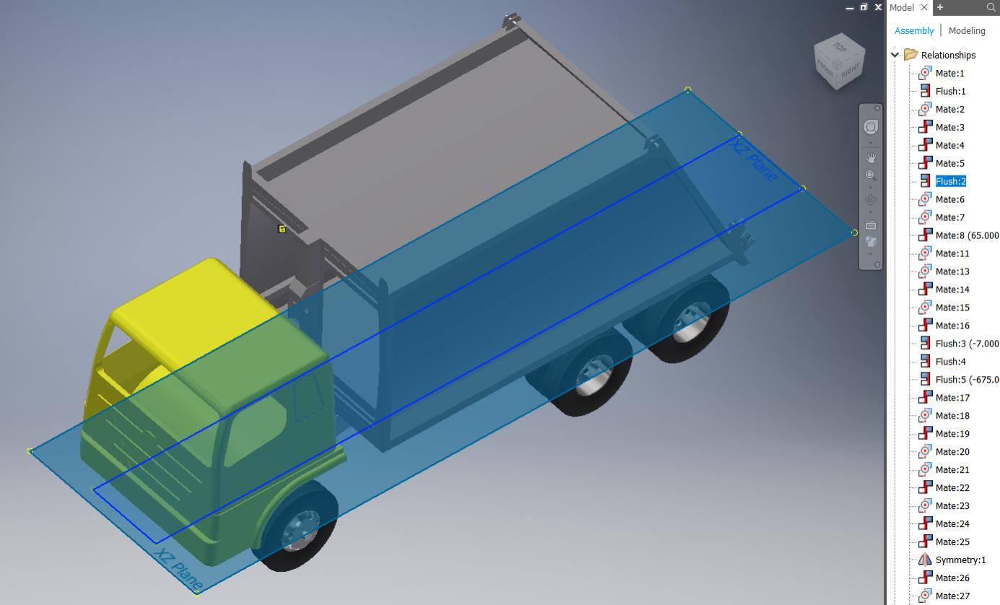 Model
Assembly
Modeling
Relationships
Mate:1
Flush:1
Mate:2
Mate:3
Mate:4
Mate:5
Flush:2
Mate:6
Mate:7
Mate:8 (65.000
Mate:11
Mate:13
Mate:14
Mate:15
Mate:16
Flush:3 (-7.000
Flush:4
Flush:5 (-675.0
Mate:17
Mate:18
Mate:19
Mate:20
Mate:21
Mate:22
Mate:23
Mate:24
Mate:25
Symmetry:1
Mate:26
Mate:27
TOP
FRONT
RIGHT
XZ Plane
XZ Plane